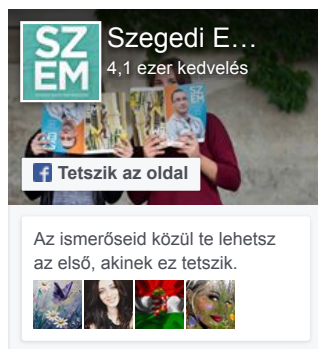 SZ
EM
Szegedi E…
4,1 ezer kedvelés
Tetszik az oldal
Az ismerőseid közül te lehetsz
az első, akinek ez tetszik.